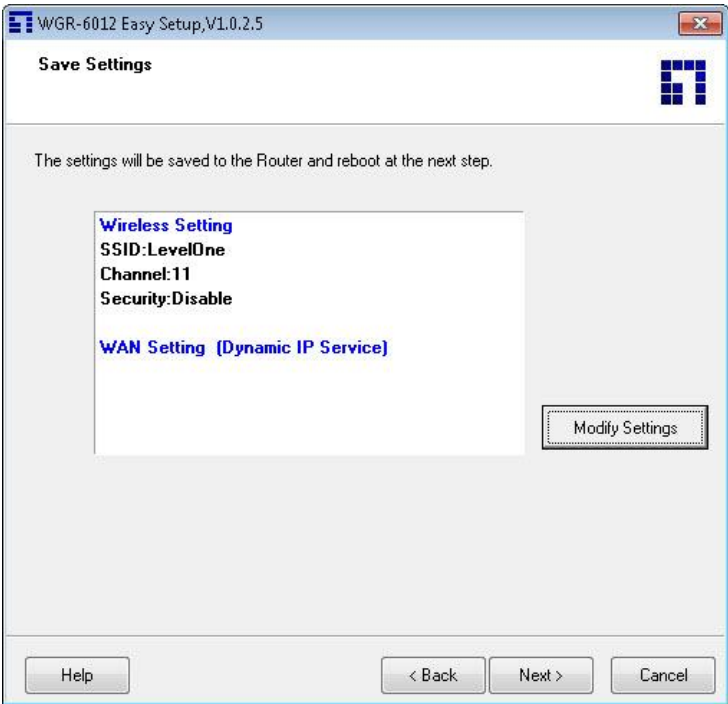 WGR-6012 Easy Setup,V1.0.2.5
Save Settings
The settings will be saved to the Router and reboot at the next step.
Wireless Setting
SSID:LevelOne
Channel:11
Security:Disable
WAN Setting (Dynamic IP Service)
Modify Settings
Help
< Back
Next >
Cancel